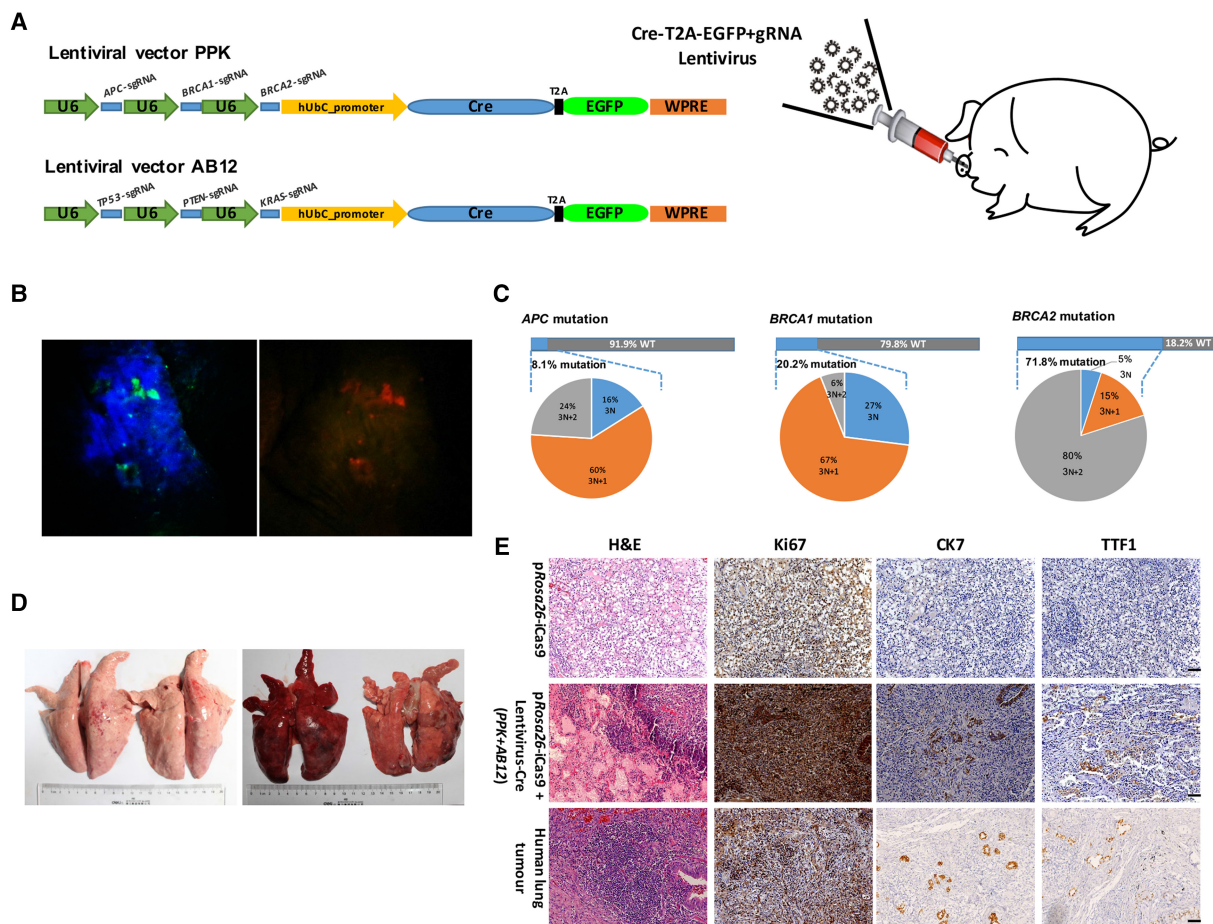 A
Lentiviral vector PPK
APC-sgRNA
BRCA1-sgRNA
BRCA2-sgRNA
U6
U6
U6
hUbC_promoter
Cre
T2A
EGFP
WPRE
Lentiviral vector AB12
TP53-sgRNA
PTEN-sgRNA
KRAS-sgRNA
U6
U6
U6
hUbC_promoter
Cre
T2A
EGFP
WPRE
Cre-T2A-EGFP+gRNA
Lentivirus
B
C
APC mutation
91.9% WT
8.1% mutation
16%
3N
60%
3N+1
24%
3N+2
BRCA1 mutation
79.8% WT
20.2% mutation
6%
3N+2
27%
3N
67%
3N+1
BRCA2 mutation
18.2% WT
71.8% mutation
5%
3N
15%
3N+1
80%
3N+2
D
E
H&E
Ki67
CK7
TTF1
pRosa26-iCas9
pRosa26-iCas9 +
Lentivirus-Cre
(PPK+AB12)
Human lung
tumour